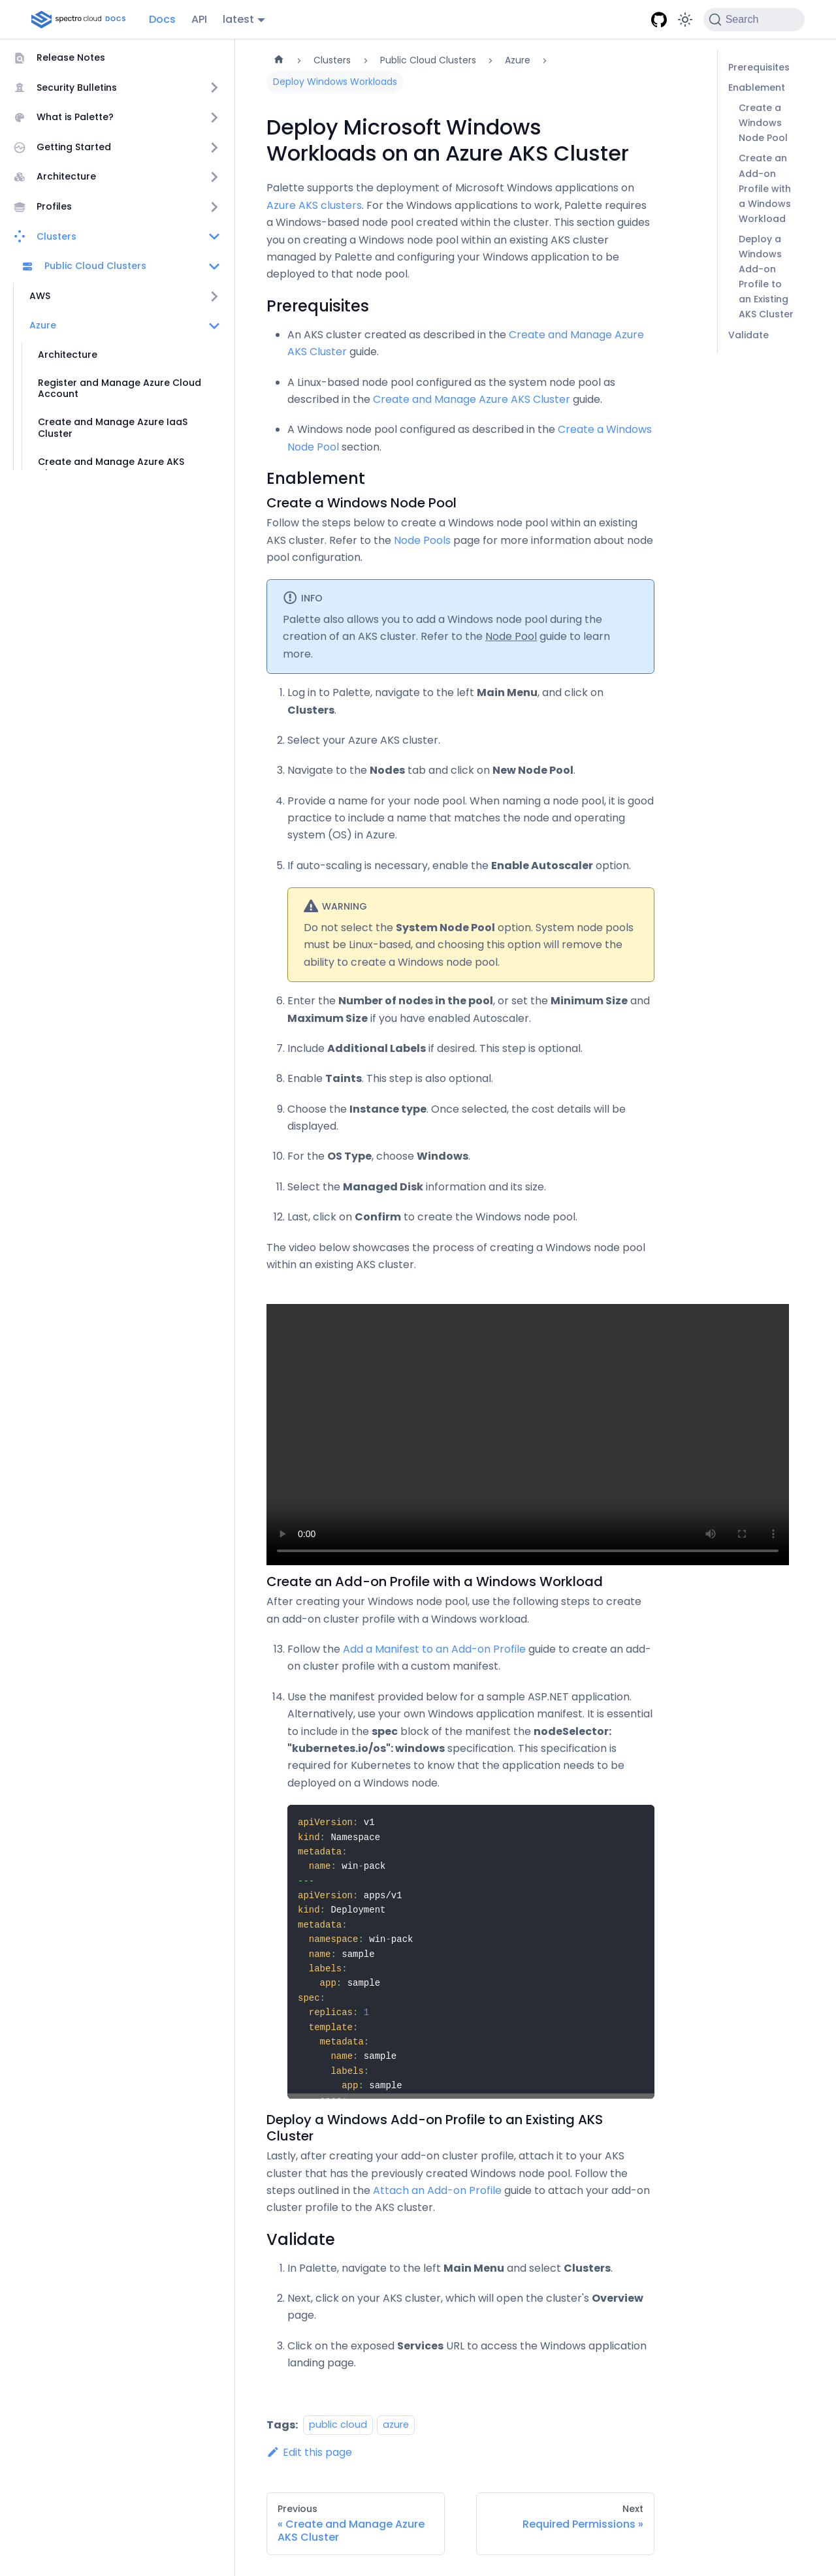 spectro cloud DOCS
Docs
API
latest
Search
Release Notes
Security Bulletins
What is Palette?
Getting Started
Architecture
Profiles
Clusters
Public Cloud Clusters
AWS
Azure
Architecture
Register and Manage Azure Cloud
Account
Create and Manage Azure IaaS
Cluster
Create and Manage Azure AKS
Clusters
Public Cloud Clusters
Azure
Deploy Windows Workloads
Deploy Microsoft Windows
Workloads on an Azure AKS Cluster
Palette supports the deployment of Microsoft Windows applications on
Azure AKS clusters. For the Windows applications to work, Palette requires
a Windows-based node pool created within the cluster. This section guides
you on creating a Windows node pool within an existing AKS cluster
managed by Palette and configuring your Windows application to be
deployed to that node pool.
Prerequisites
An AKS cluster created as described in the Create and Manage Azure
AKS Cluster guide.
A Linux-based node pool configured as the system node pool as
described in the Create and Manage Azure AKS Cluster guide.
A Windows node pool configured as described in the Create a Windows
Node Pool section.
Enablement
Create a Windows Node Pool
Follow the steps below to create a Windows node pool within an existing
AKS cluster. Refer to the Node Pools page for more information about node
pool configuration.
INFO
Palette also allows you to add a Windows node pool during the
creation of an AKS cluster. Refer to the Node Pool guide to learn
more.
1. Log in to Palette, navigate to the left Main Menu, and click on
Clusters.
2. Select your Azure AKS cluster.
3. Navigate to the Nodes tab and click on New Node Pool.
4. Provide a name for your node pool. When naming a node pool, it is good
practice to include a name that matches the node and operating
system (OS) in Azure.
5. If auto-scaling is necessary, enable the Enable Autoscaler option.
WARNING
Do not select the System Node Pool option. System node pools
must be Linux-based, and choosing this option will remove the
ability to create a Windows node pool.
6. Enter the Number of nodes in the pool, or set the Minimum Size and
Maximum Size if you have enabled Autoscaler.
7. Include Additional Labels if desired. This step is optional.
8. Enable Taints. This step is also optional.
9. Choose the Instance type. Once selected, the cost details will be
displayed.
10. For the OS Type, choose Windows.
11. Select the Managed Disk information and its size.
12. Last, click on Confirm to create the Windows node pool.
The video below showcases the process of creating a Windows node pool
within an existing AKS cluster.
0:00
Create an Add-on Profile with a Windows Workload
After creating your Windows node pool, use the following steps to create
an add-on cluster profile with a Windows workload.
13. Follow the Add a Manifest to an Add-on Profile guide to create an add-
on cluster profile with a custom manifest.
14. Use the manifest provided below for a sample ASP.NET application.
Alternatively, use your own Windows application manifest. It is essential
to include in the spec block of the manifest the nodeSelector:
"kubernetes.io/os": windows specification. This specification is
required for Kubernetes to know that the application needs to be
deployed on a Windows node.
apiVersion: v1
kind: Namespace
metadata:
  name: win-pack
---
apiVersion: apps/v1
kind: Deployment
metadata:
  namespace: win-pack
  name: sample
  labels:
    app: sample
spec:
  replicas: 1
  template:
    metadata:
      name: sample
      labels:
        app: sample
Deploy a Windows Add-on Profile to an Existing AKS
Cluster
Lastly, after creating your add-on cluster profile, attach it to your AKS
cluster that has the previously created Windows node pool. Follow the
steps outlined in the Attach an Add-on Profile guide to attach your add-on
cluster profile to the AKS cluster.
Validate
1. In Palette, navigate to the left Main Menu and select Clusters.
2. Next, click on your AKS cluster, which will open the cluster's Overview
page.
3. Click on the exposed Services URL to access the Windows application
landing page.
Tags:
public cloud
azure
Edit this page
Previous
« Create and Manage Azure
AKS Cluster
Next
Required Permissions »
Prerequisites
Enablement
Create a
Windows
Node Pool
Create an
Add-on
Profile with
a Windows
Workload
Deploy a
Windows
Add-on
Profile to
an Existing
AKS Cluster
Validate